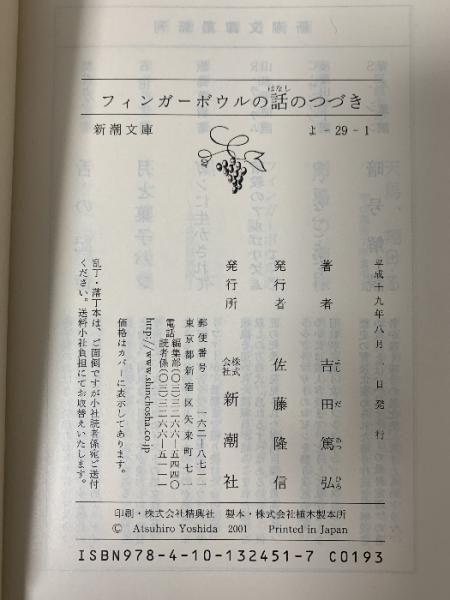 フィンガーボウルの話のつづき
はなし
新潮文庫
よ-29-1
平成十九年八月一日発行
著者
吉田篤弘
よし だ あつ ひろ
発行者
佐藤隆信
発行所
株式会社
新潮社
郵便番号 一六二-八七一一
東京都新宿区矢来町七一
電話 編集部(〇三)三二六六-五四四〇
読者係(〇三)三二六六-五一一一
http://www.shinchosha.co.jp
価格はカバーに表示してあります。
乱丁・落丁本は、ご面倒ですが小社読者係宛ご送付
ください。送料小社負担にてお取替えいたします。
印刷・株式会社精興社 製本・株式会社植木製本所
© Atsuhiro Yoshida 2001 Printed in Japan
ISBN978-4-10-132451-7 C0193